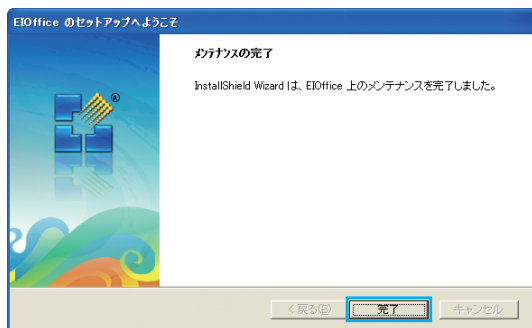 EIOffice のセットアップへようこそ
メンテナンスの完了
InstallShield Wizard は、EIOffice 上のメンテナンスを完了しました。
®
< 戻る(B)
完了
キャンセル